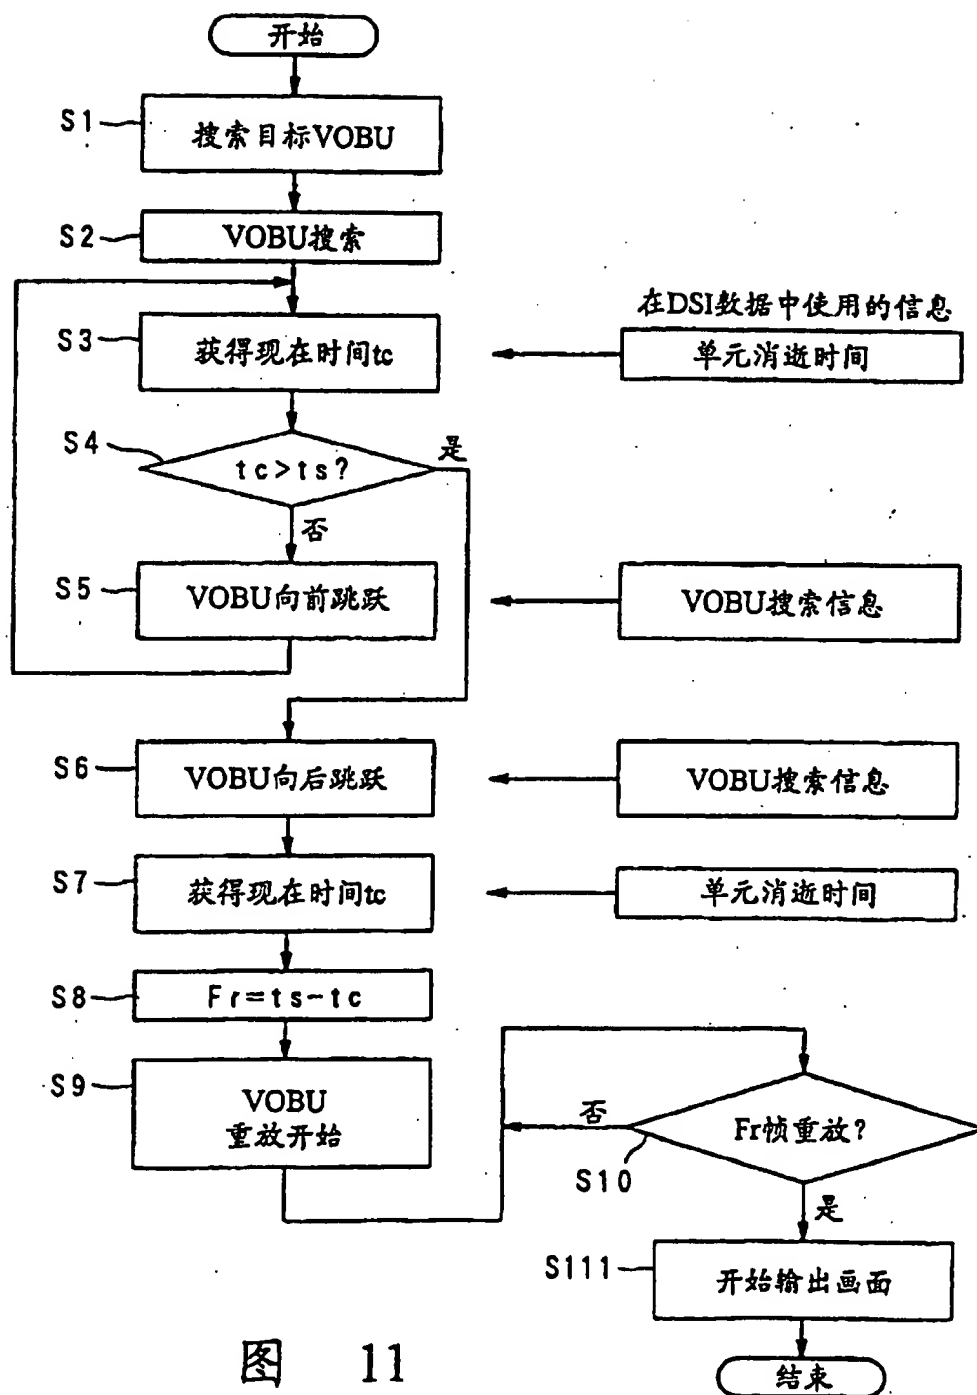 开始
S1
搜索目标VOBU
S2
VOBU搜索
在DSI数据中使用的信息
S3
获得现在时间tc
单元消逝时间
S4
tc>ts?
是
否
S5
VOBU向前跳跃
VOBU搜索信息
S6
VOBU向后跳跃
VOBU搜索信息
S7
获得现在时间tc
单元消逝时间
S8
Fr=ts-tc
S9
VOBU
重放开始
否
Fr帧重放?
S10
是
S111
开始输出画面
结束
图 11